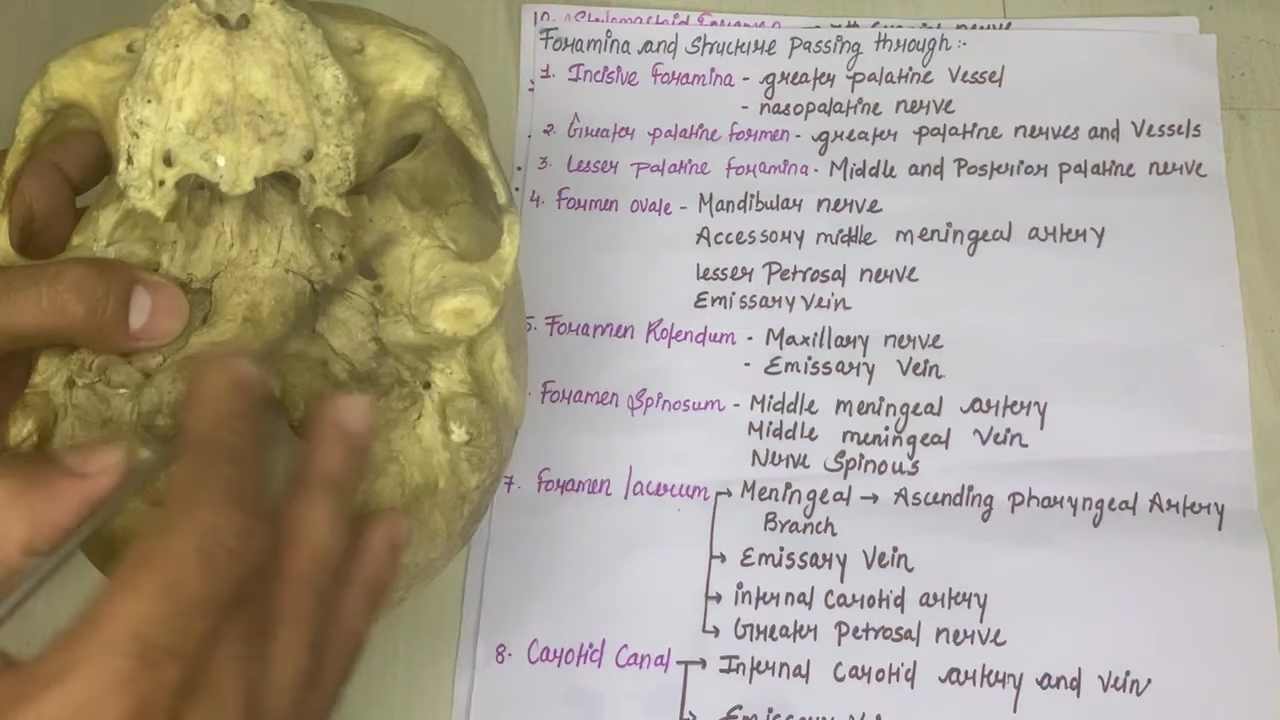 10. Stylomastoid Foramen
Foramina and Structure Passing through:-
1. Incisive foramina - greater palatine Vessel
- nasopalatine nerve
2. Greater palatine formen - greater palatine nerves and Vessels
3. Lesser palatine foramina - Middle and Posterior palatine nerve
4. Formen ovale - Mandibular nerve
Accessory middle meningeal artery
lesser Petrosal nerve
Emissary vein
5. Foramen Rotendum - Maxillary nerve
- Emissary Vein
Foramen Spinosum - Middle meningeal artery
Middle meningeal Vein
Nerve Spinous
7. Foramen lacerum → Meningeal → Ascending Pharyngeal Artery
Branch
→ Emissary Vein
→ internal Carotid artery
→ Greater Petrosal nerve
8. Carotid Canal → Internal Carotid artery and vein